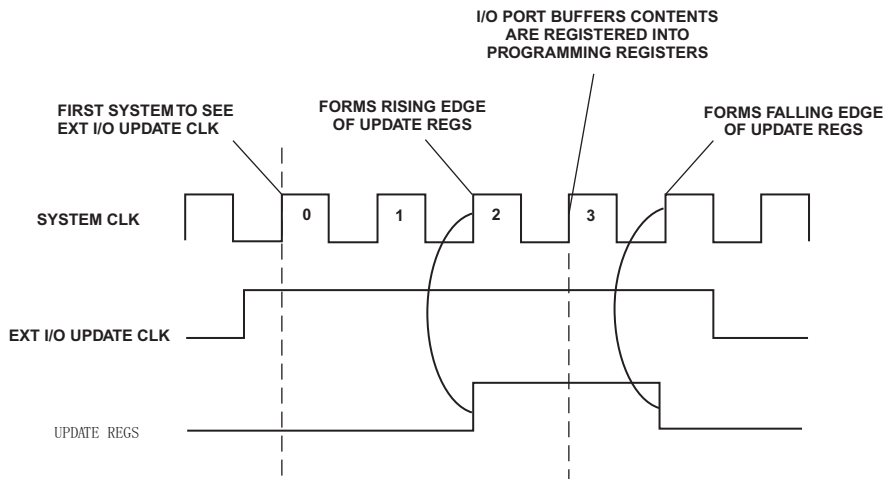 I/O PORT BUFFERS CONTENTS
ARE REGISTERED INTO
PROGRAMMING REGISTERS
FIRST SYSTEM TO SEE
EXT I/O UPDATE CLK
FORMS RISING EDGE
OF UPDATE REGS
FORMS FALLING EDGE
OF UPDATE REGS
SYSTEM CLK
0
1
2
3
EXT I/O UPDATE CLK
UPDATE REGS